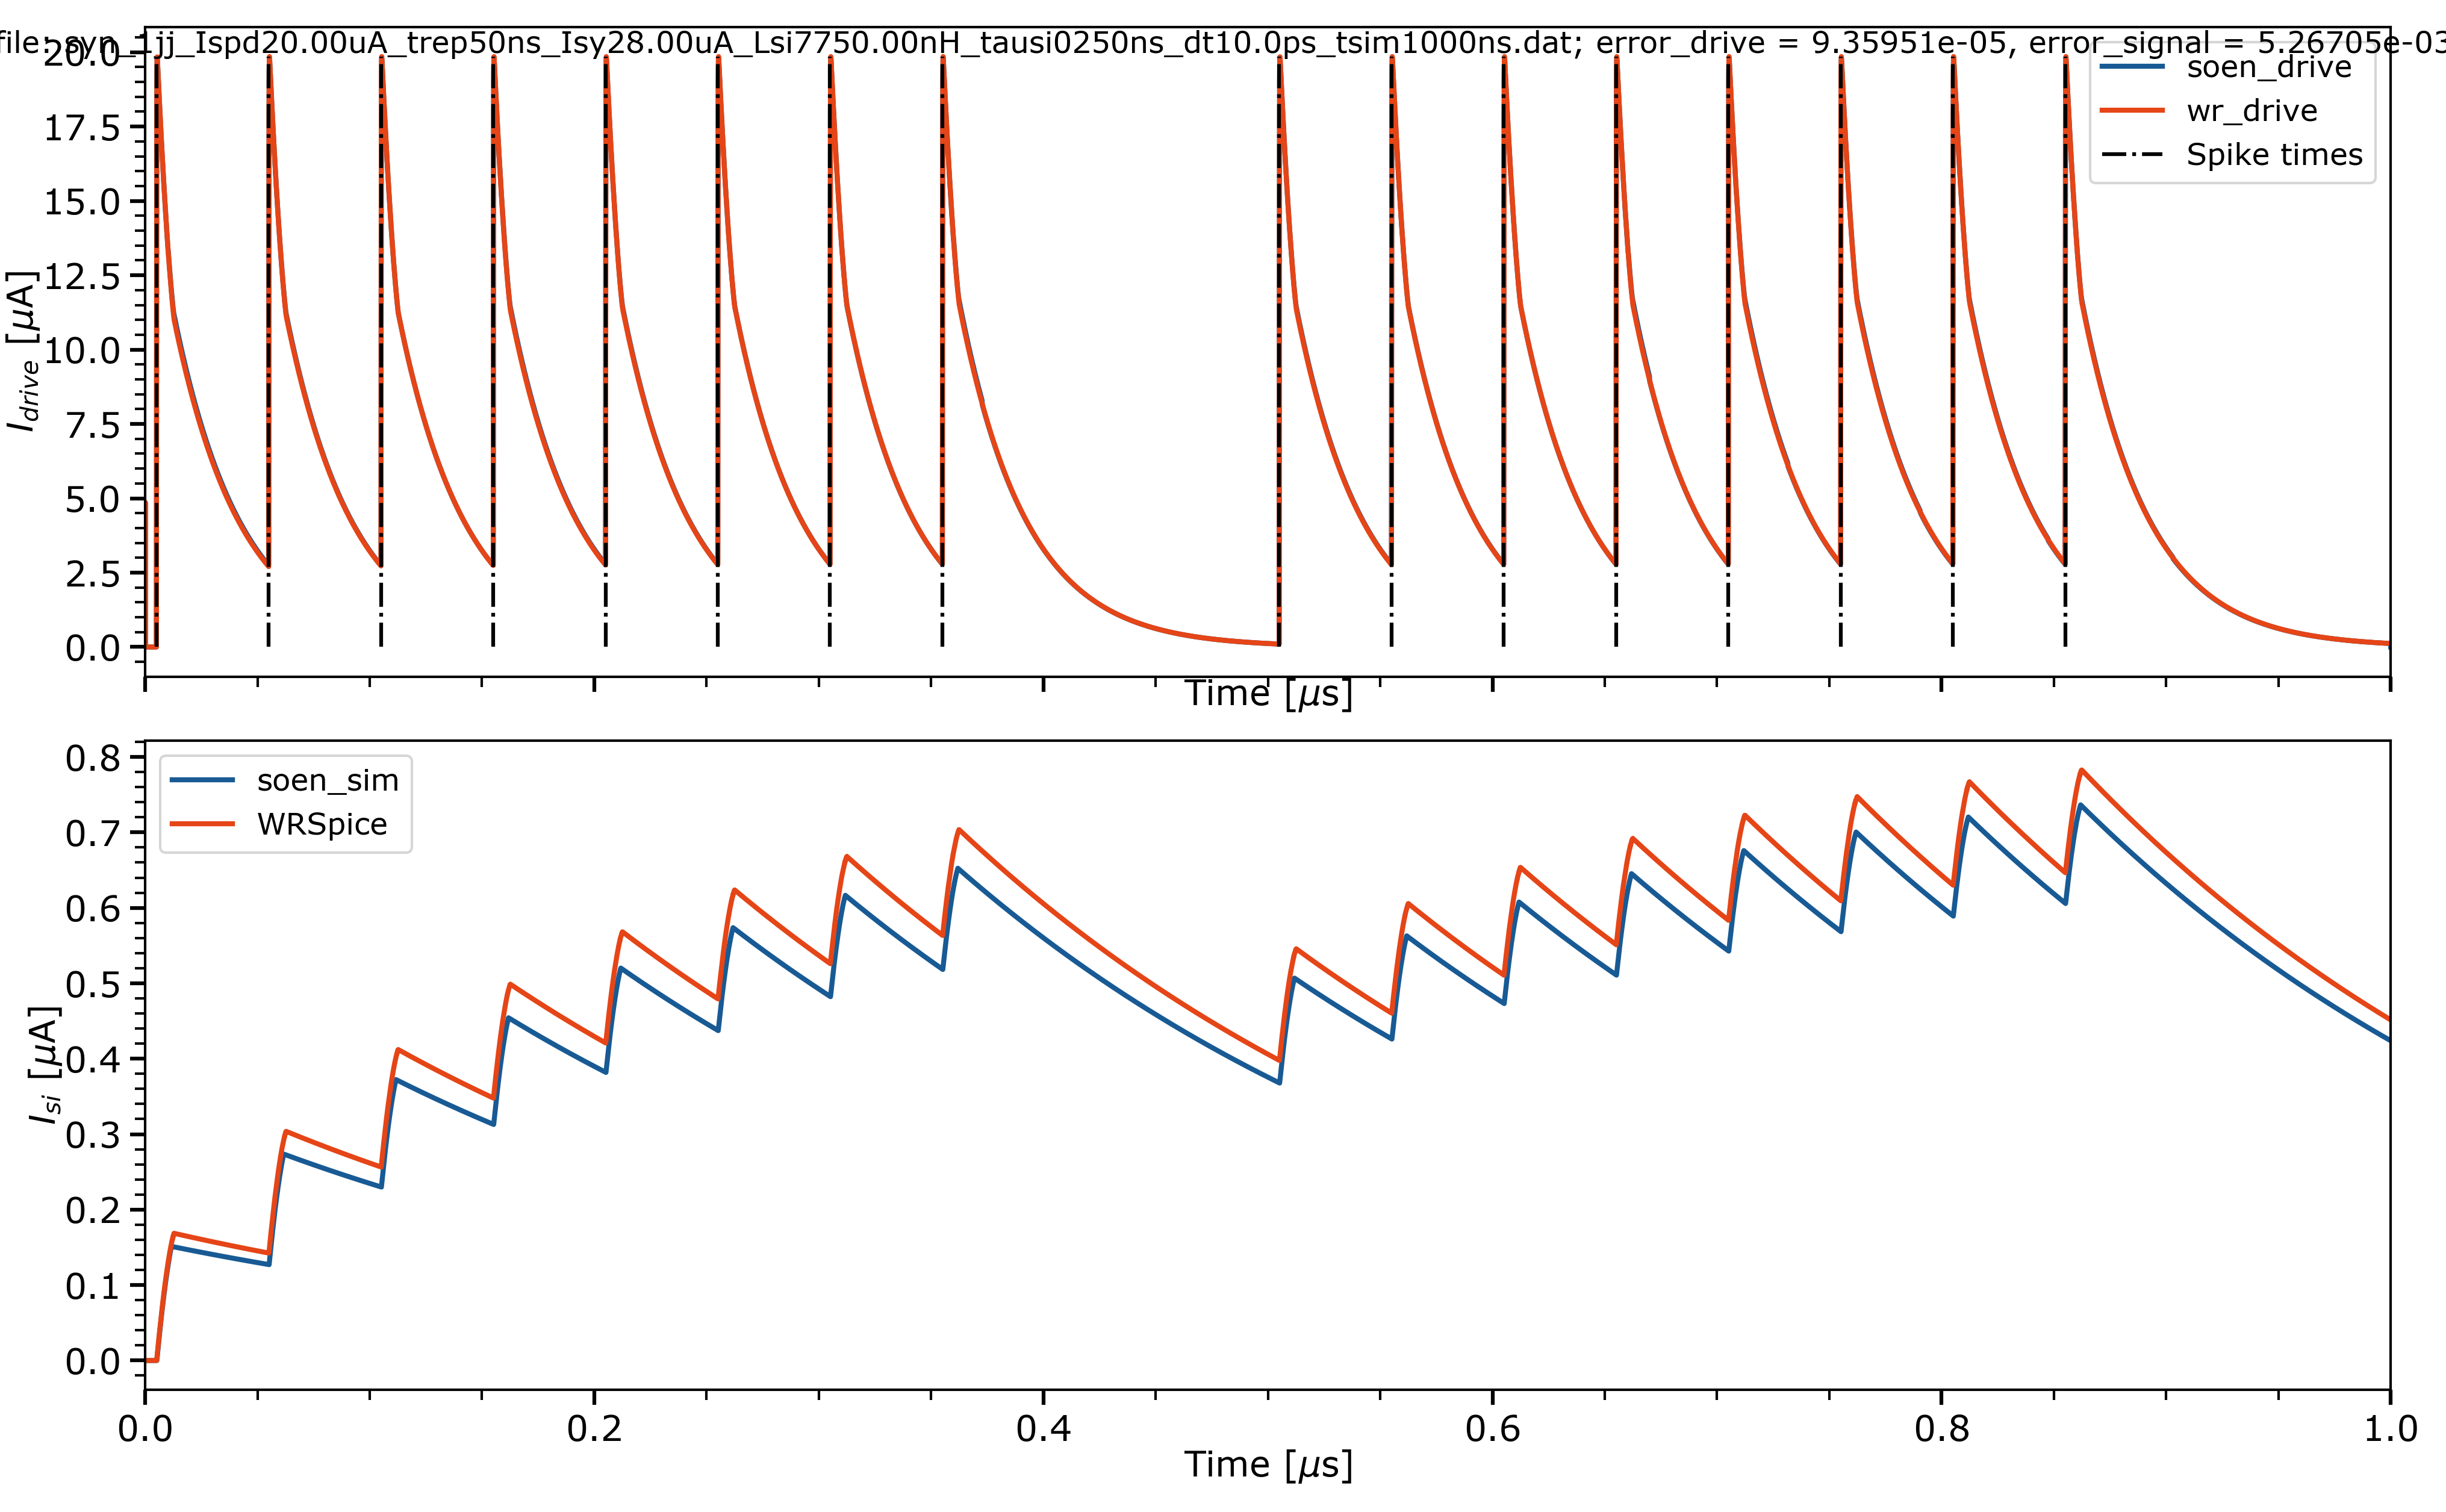 file: syn_1jj_Ispd20.00uA_trep50ns_Isy28.00uA_Lsi7750.00nH_tausi0250ns_dt10.0ps_tsim1000ns.dat; error_drive = 9.35951e-05, error_signal = 5.26705e-03
20.0
17.5
15.0
12.5
10.0
7.5
5.0
2.5
0.0
I_drive [μA]
soen_drive
wr_drive
Spike times
Time [μs]
0.8
0.7
0.6
0.5
0.4
0.3
0.2
0.1
0.0
I_si [μA]
soen_sim
WRSpice
0.0 0.2 0.4 0.6 0.8 1.0
Time [μs]